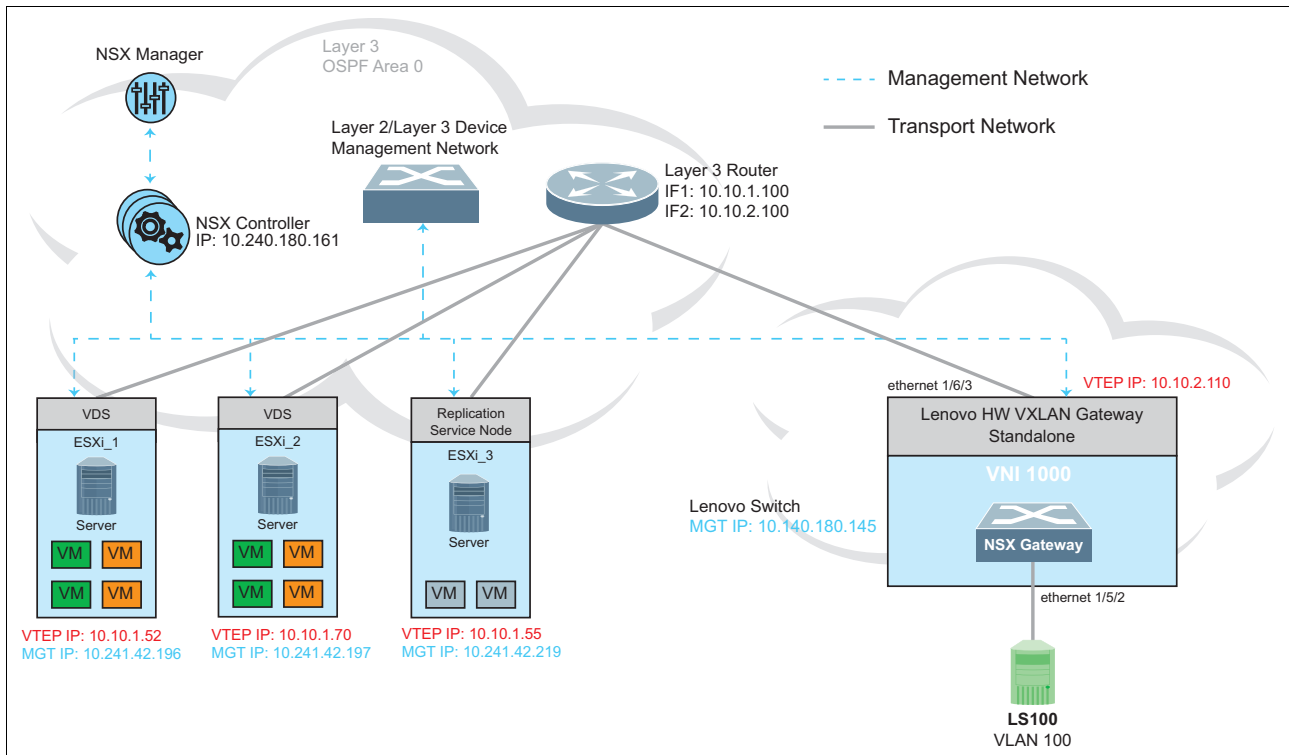 NSX Manager
Layer 3
OSPF Area 0
Management Network
Transport Network
Layer 2/Layer 3 Device
Management Network
Layer 3 Router
IF1: 10.10.1.100
IF2: 10.10.2.100
NSX Controller
IP: 10.240.180.161
ethernet 1/6/3
VTEP IP: 10.10.2.110
VDS
ESXi_1
Server
VM
VM
VM
VM
VTEP IP: 10.10.1.52
MGT IP: 10.241.42.196
VDS
ESXi_2
Server
VM
VM
VM
VM
VTEP IP: 10.10.1.70
MGT IP: 10.241.42.197
Replication
Service Node
ESXi_3
Server
VM
VM
VTEP IP: 10.10.1.55
MGT IP: 10.241.42.219
Lenovo HW VXLAN Gateway
Standalone
VNI 1000
Lenovo Switch
MGT IP: 10.140.180.145
NSX Gateway
ethernet 1/5/2
LS100
VLAN 100